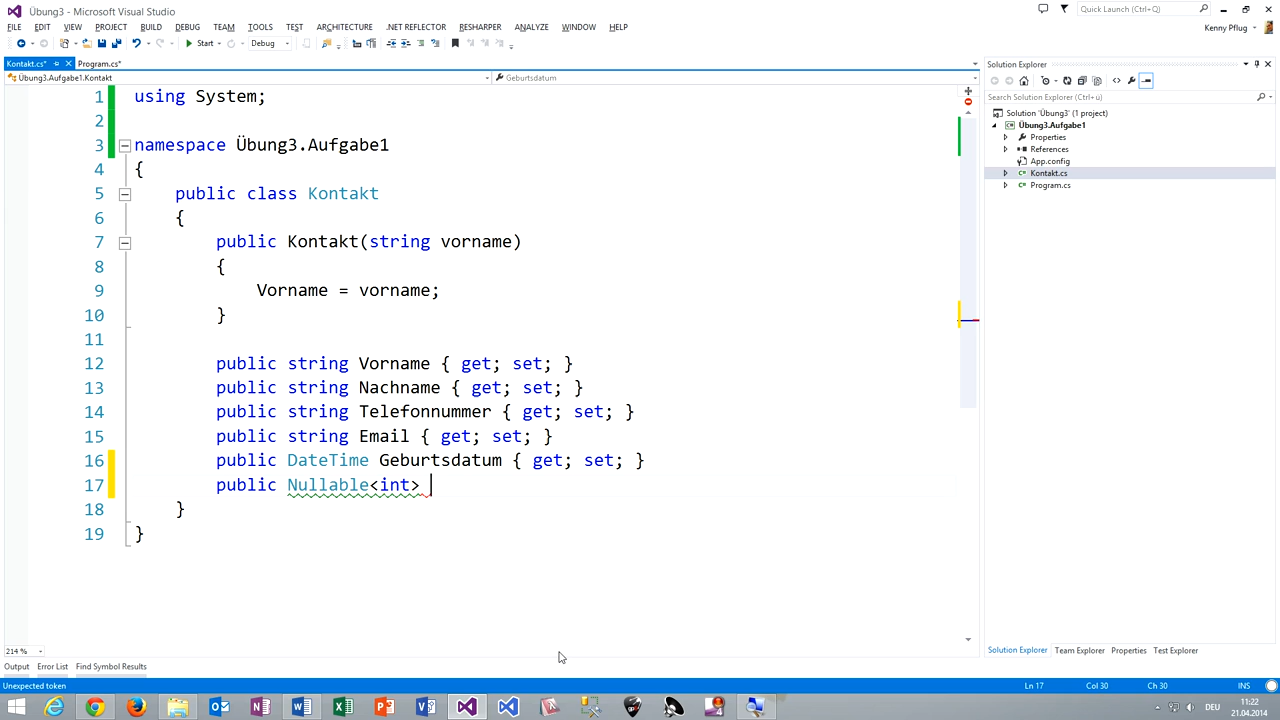 Übung3 - Microsoft Visual Studio
Quick Launch (Ctrl+Q)
FILE EDIT VIEW PROJECT BUILD DEBUG TEAM TOOLS TEST ARCHITECTURE .NET REFLECTOR RESHARPER ANALYZE WINDOW HELP
Kenny Pflug
Start Debug
Kontakt.cs* Program.cs*
Übung3.Aufgabe1.Kontakt
Geburtsdatum
1 using System;
2
3 namespace Übung3.Aufgabe1
4 {
5 public class Kontakt
6 {
7 public Kontakt(string vorname)
8 {
9 Vorname = vorname;
10 }
11
12 public string Vorname { get; set; }
13 public string Nachname { get; set; }
14 public string Telefonnummer { get; set; }
15 public string Email { get; set; }
16 public DateTime Geburtsdatum { get; set; }
17 public Nullable<int>
18 }
19 }
214 %
Solution Explorer
Search Solution Explorer (Ctrl+ü)
Solution 'Übung3' (1 project)
Übung3.Aufgabe1
Properties
References
App.config
Kontakt.cs
Program.cs
Solution Explorer Team Explorer Properties Test Explorer
Output Error List Find Symbol Results
Unexpected token
Ln 17 Col 30 Ch 30 INS
DEU
11:22
21.04.2014